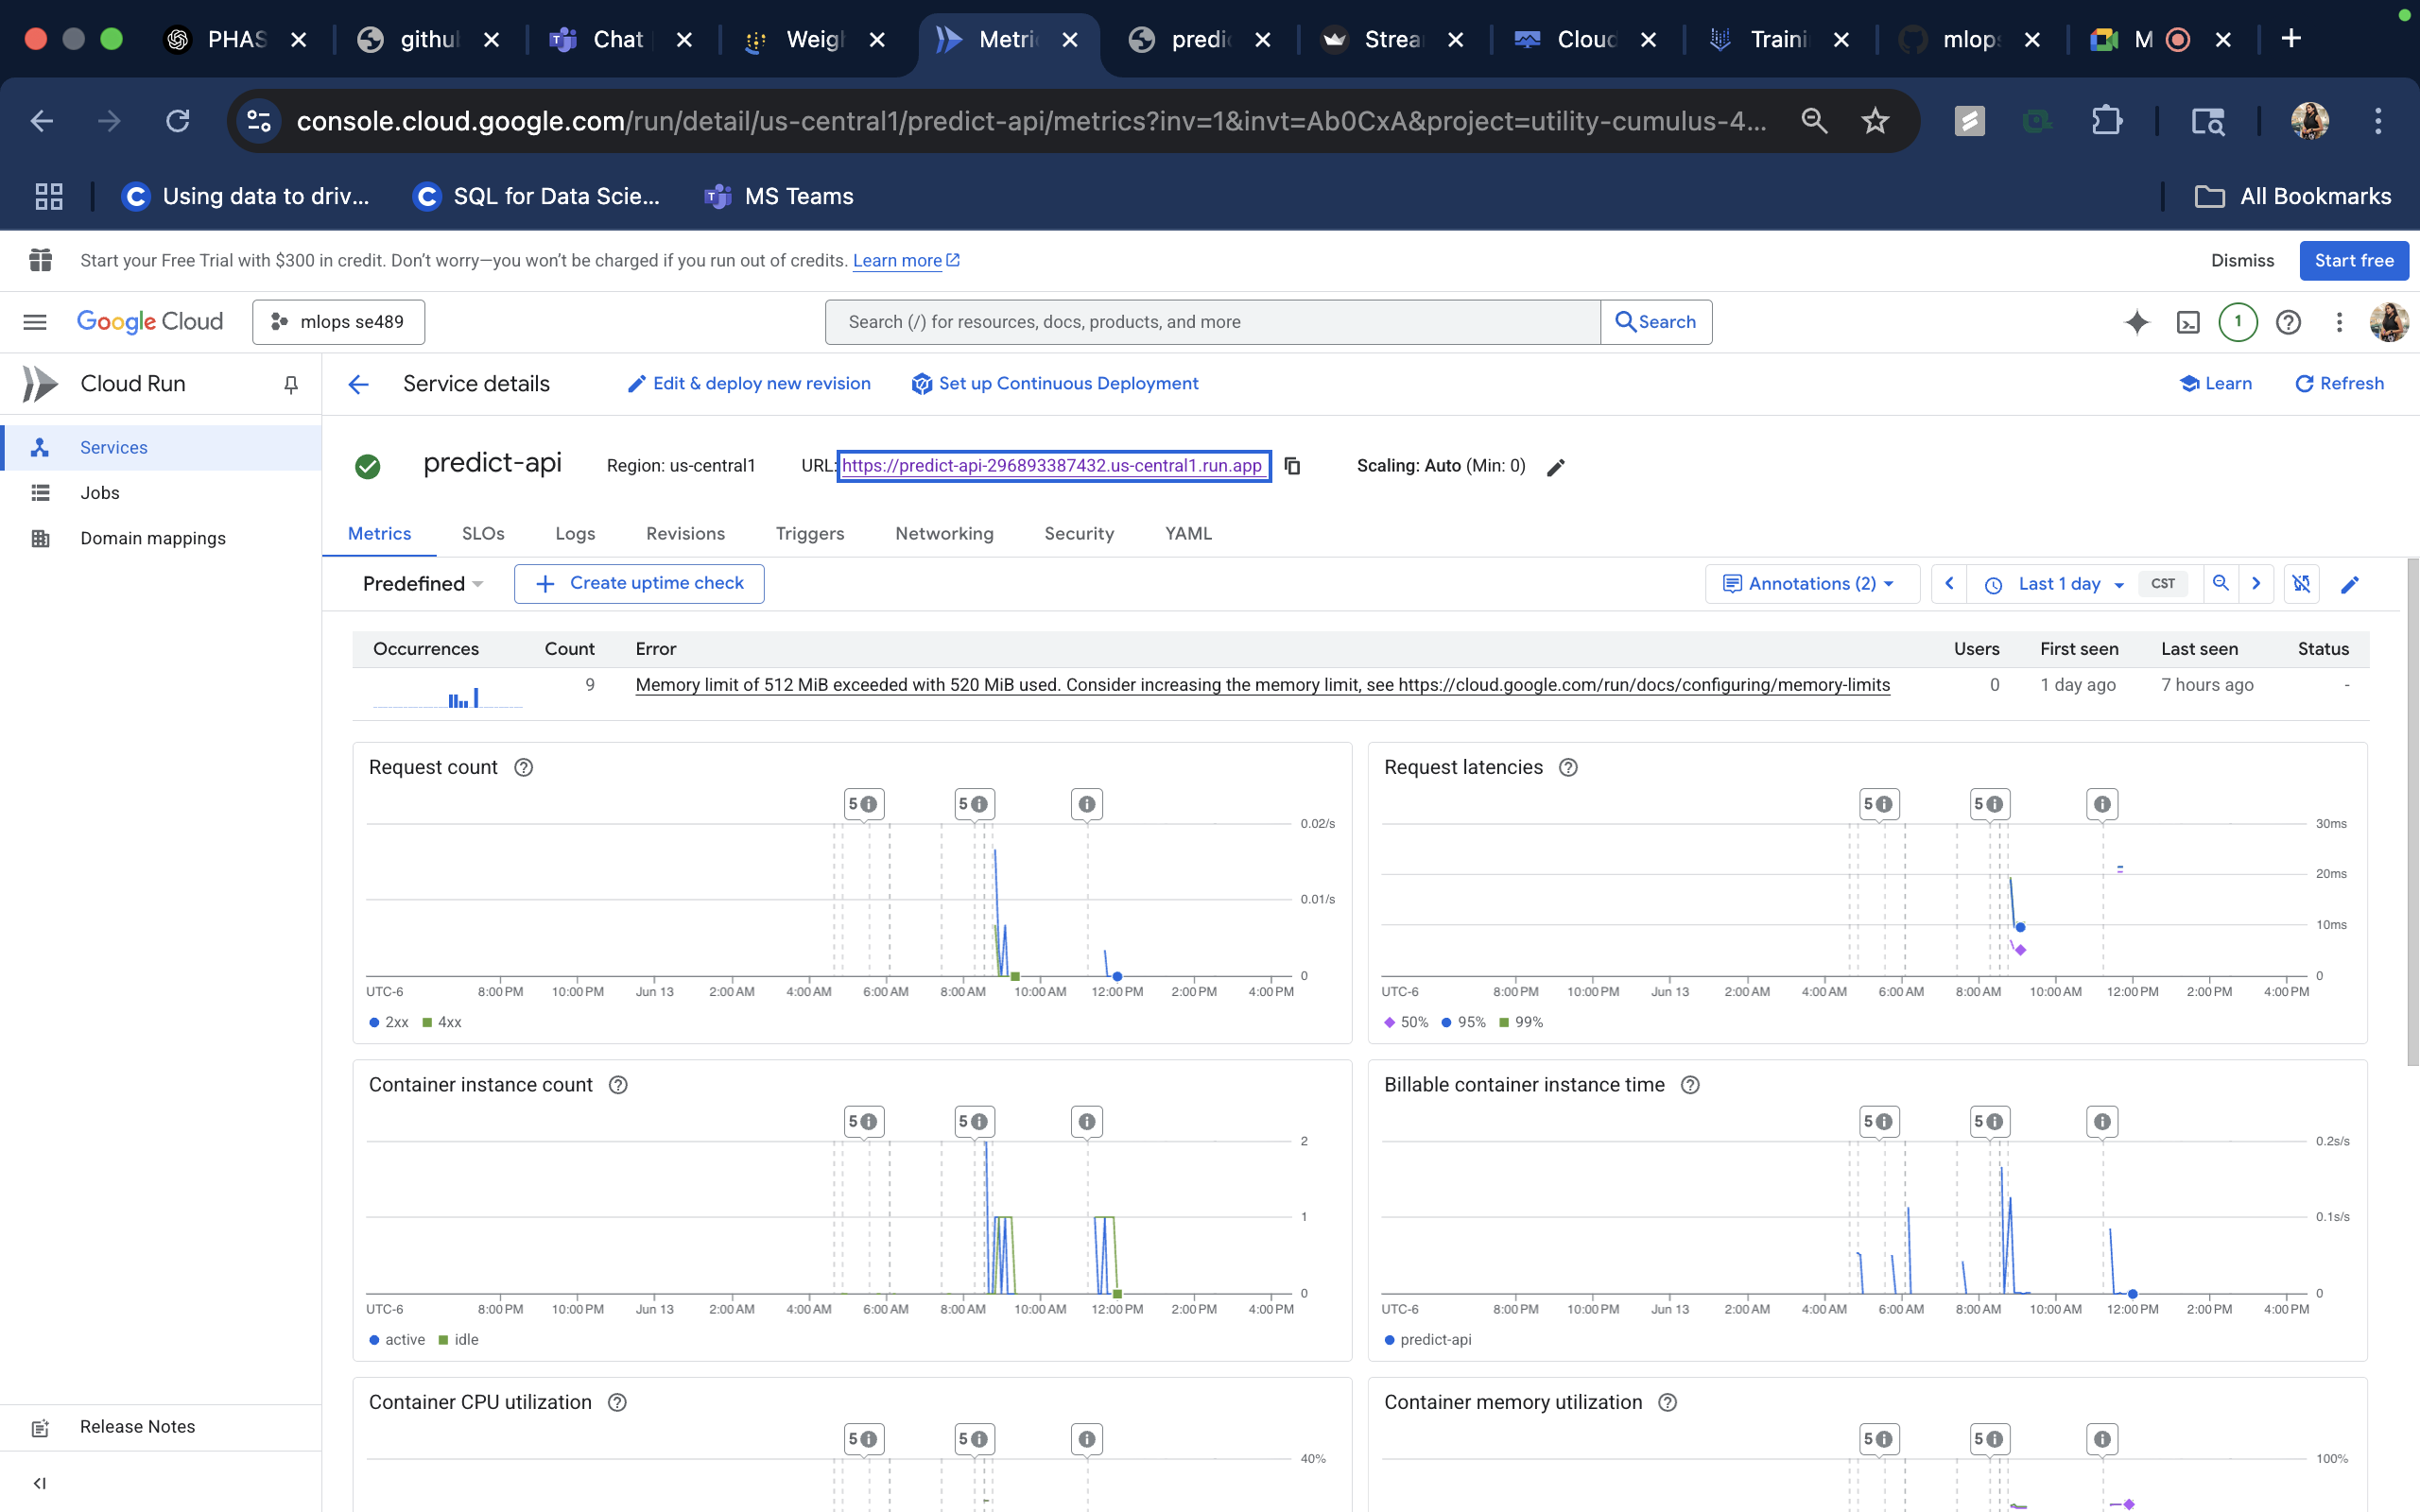 PHAS
githul
Chat
Weigh
Metri
predic
Strea
Cloud
Traini
mlops
M
console.cloud.google.com/run/detail/us-central1/predict-api/metrics?inv=1&invt=Ab0CxA&project=utility-cumulus-4...
Using data to driv...
SQL for Data Scie...
MS Teams
All Bookmarks
Start your Free Trial with $300 in credit. Don't worry—you won't be charged if you run out of credits. Learn more
Dismiss
Start free
Google Cloud
mlops se489
Search (/) for resources, docs, products, and more
Search
1
Cloud Run
Service details
Edit & deploy new revision
Set up Continuous Deployment
Learn
Refresh
Services
Jobs
Domain mappings
predict-api
Region: us-central1
URL: https://predict-api-296893387432.us-central1.run.app
Scaling: Auto (Min: 0)
Metrics
SLOs
Logs
Revisions
Triggers
Networking
Security
YAML
Predefined
Create uptime check
Annotations (2)
Last 1 day
CST
Occurrences Count Error Users First seen Last seen Status
9 Memory limit of 512 MiB exceeded with 520 MiB used. Consider increasing the memory limit, see https://cloud.google.com/run/docs/configuring/memory-limits 0 1 day ago 7 hours ago -
Request count
5 5
0.02/s
0.01/s
0
UTC-6 8:00 PM 10:00 PM Jun 13 2:00 AM 4:00 AM 6:00 AM 8:00 AM 10:00 AM 12:00 PM 2:00 PM 4:00 PM
2xx 4xx
Request latencies
5 5
30ms
20ms
10ms
0
UTC-6 8:00 PM 10:00 PM Jun 13 2:00 AM 4:00 AM 6:00 AM 8:00 AM 10:00 AM 12:00 PM 2:00 PM 4:00 PM
50% 95% 99%
Container instance count
5 5
2
1
0
UTC-6 8:00 PM 10:00 PM Jun 13 2:00 AM 4:00 AM 6:00 AM 8:00 AM 10:00 AM 12:00 PM 2:00 PM 4:00 PM
active idle
Billable container instance time
5 5
0.2s/s
0.1s/s
0
UTC-6 8:00 PM 10:00 PM Jun 13 2:00 AM 4:00 AM 6:00 AM 8:00 AM 10:00 AM 12:00 PM 2:00 PM 4:00 PM
predict-api
Container CPU utilization
5 5
40%
Container memory utilization
5 5
100%
Release Notes